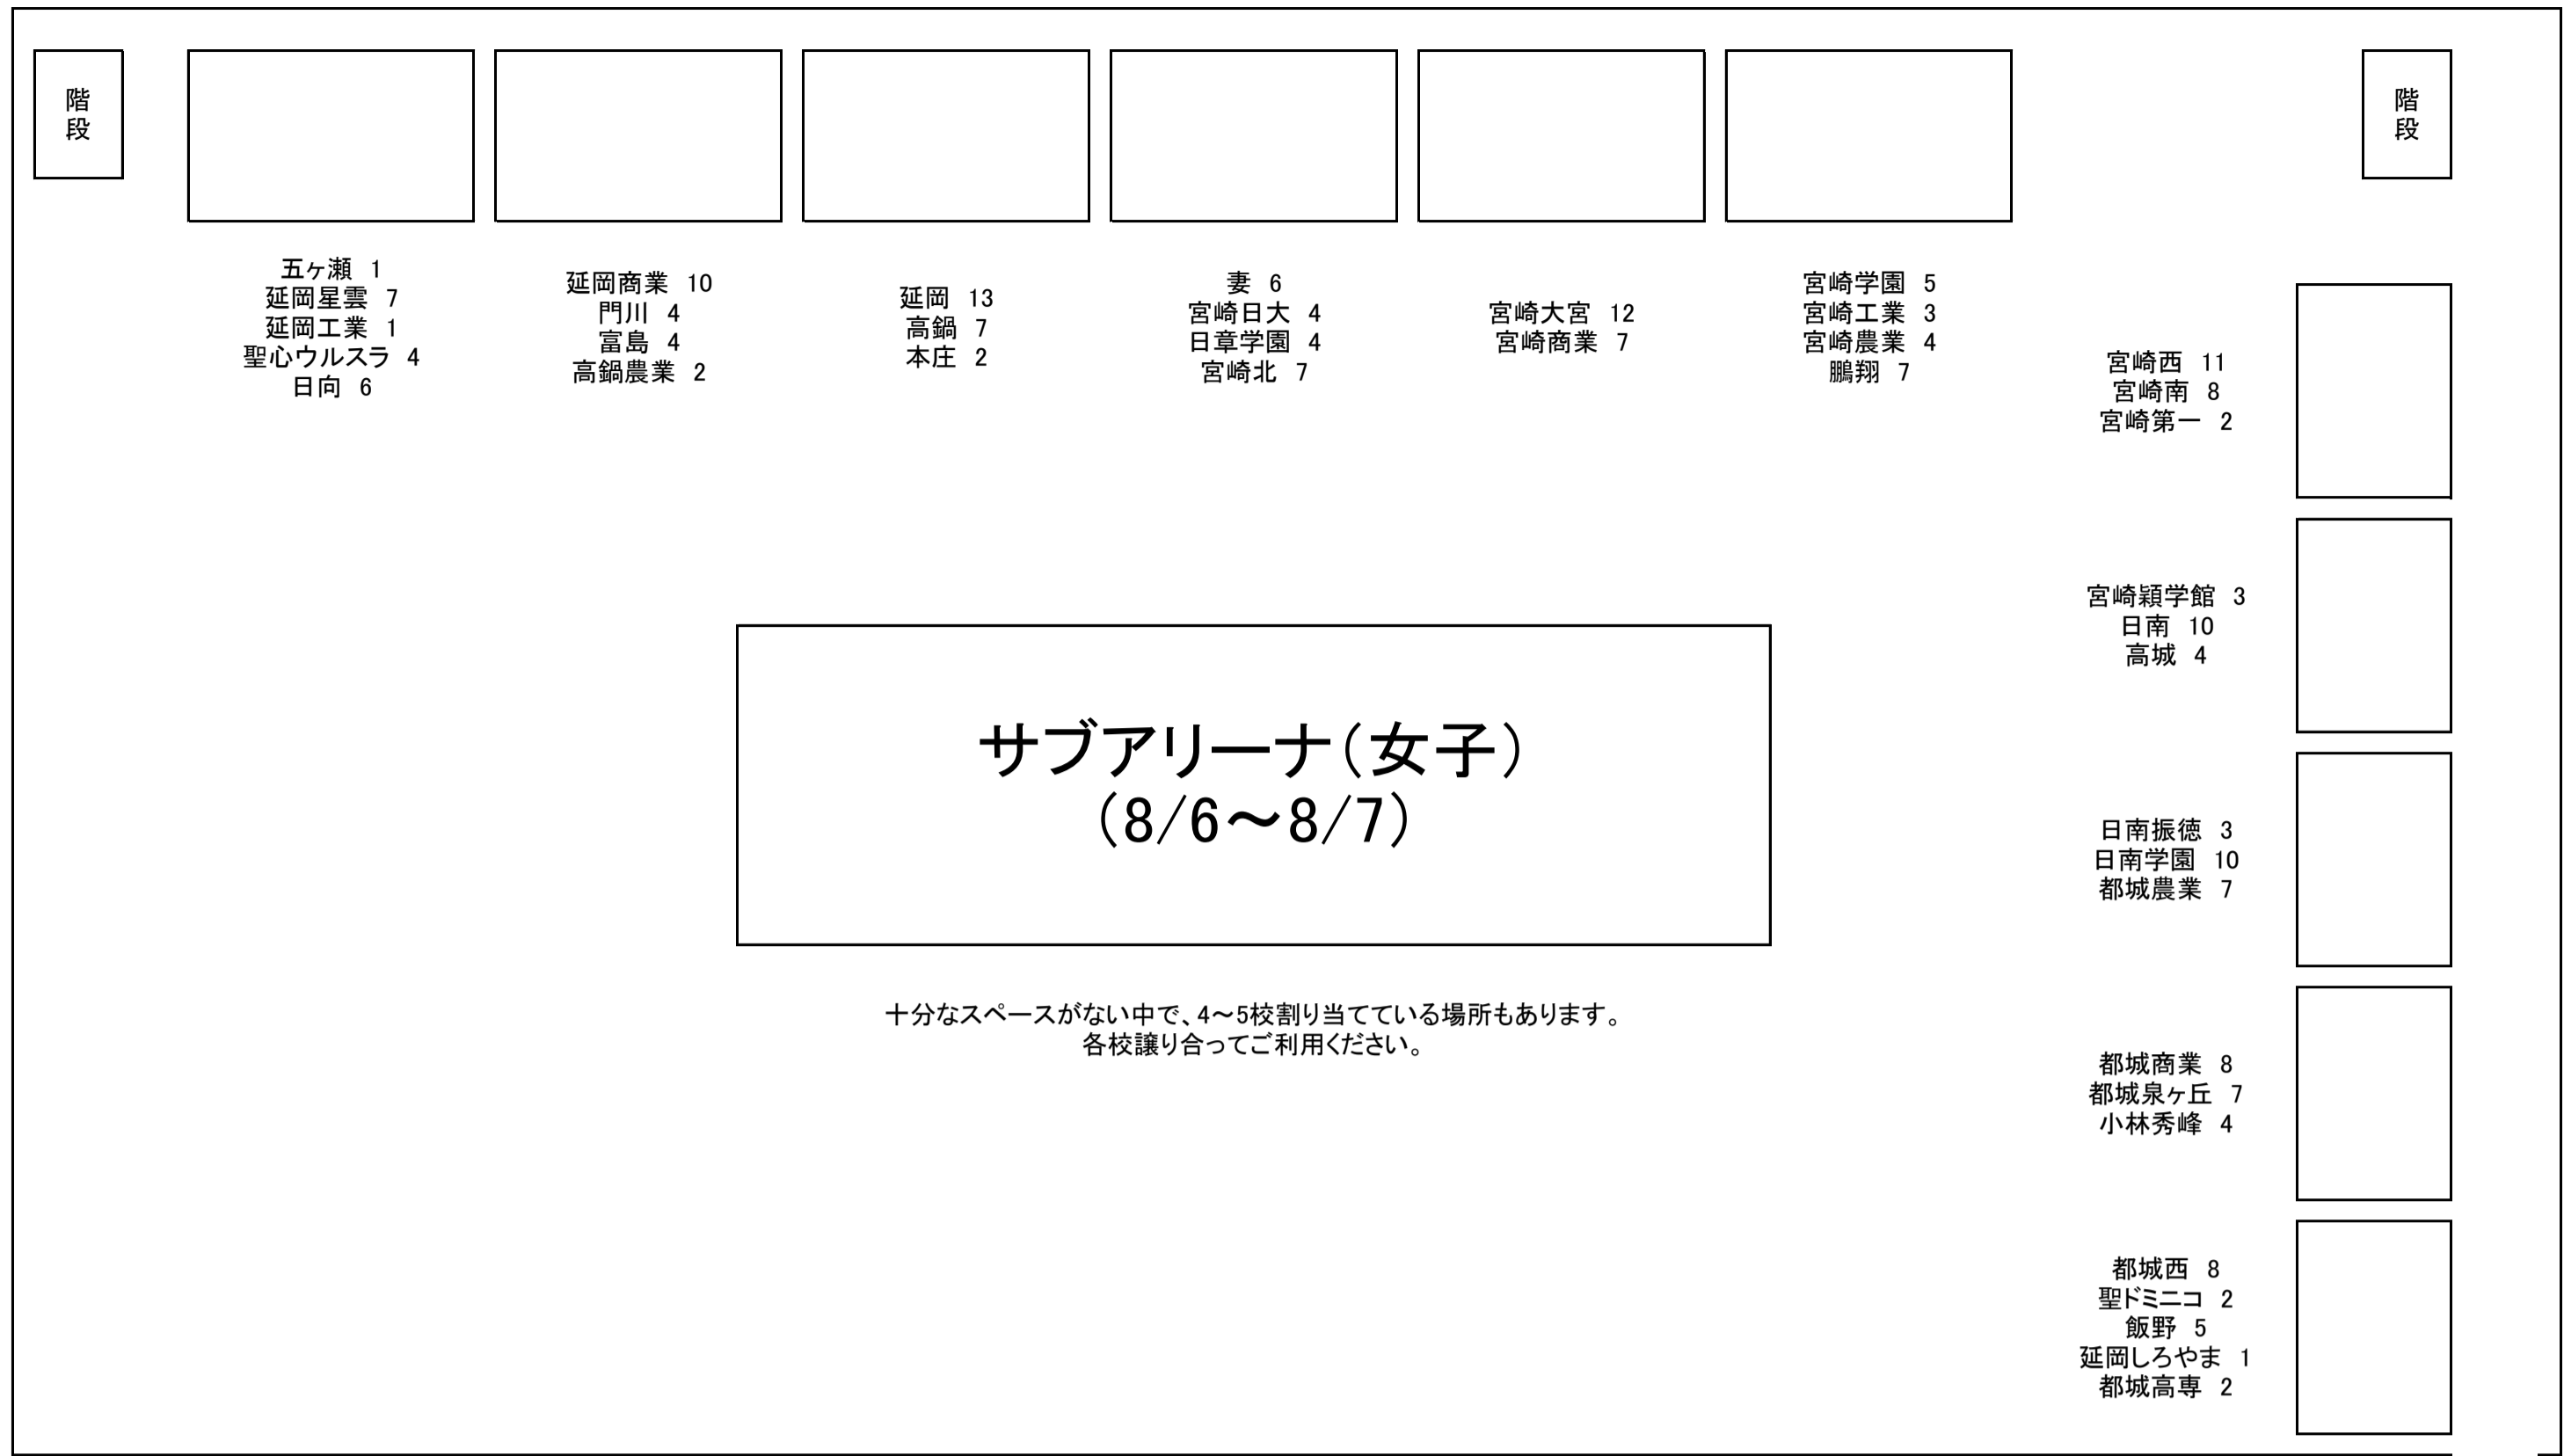 階
段
階
段
五ヶ瀬 1
延岡星雲 7
延岡工業 1
聖心ウルスラ 4
日向 6
延岡商業 10
門川 4
富島 4
高鍋農業 2
延岡 13
高鍋 7
本庄 2
妻 6
宮崎日大 4
日章学園 4
宮崎北 7
宮崎大宮 12
宮崎商業 7
宮崎学園 5
宮崎工業 3
宮崎農業 4
鵬翔 7
宮崎西 11
宮崎南 8
宮崎第一 2
宮崎穎学館 3
日南 10
高城 4
サブアリーナ（女子）
（8/6～8/7）
日南振徳 3
日南学園 10
都城農業 7
十分なスペースがない中で、4～5校割り当てている場所もあります。
各校譲り合ってご利用ください。
都城商業 8
都城泉ヶ丘 7
小林秀峰 4
都城西 8
聖ドミニコ 2
飯野 5
延岡しろやま 1
都城高専 2